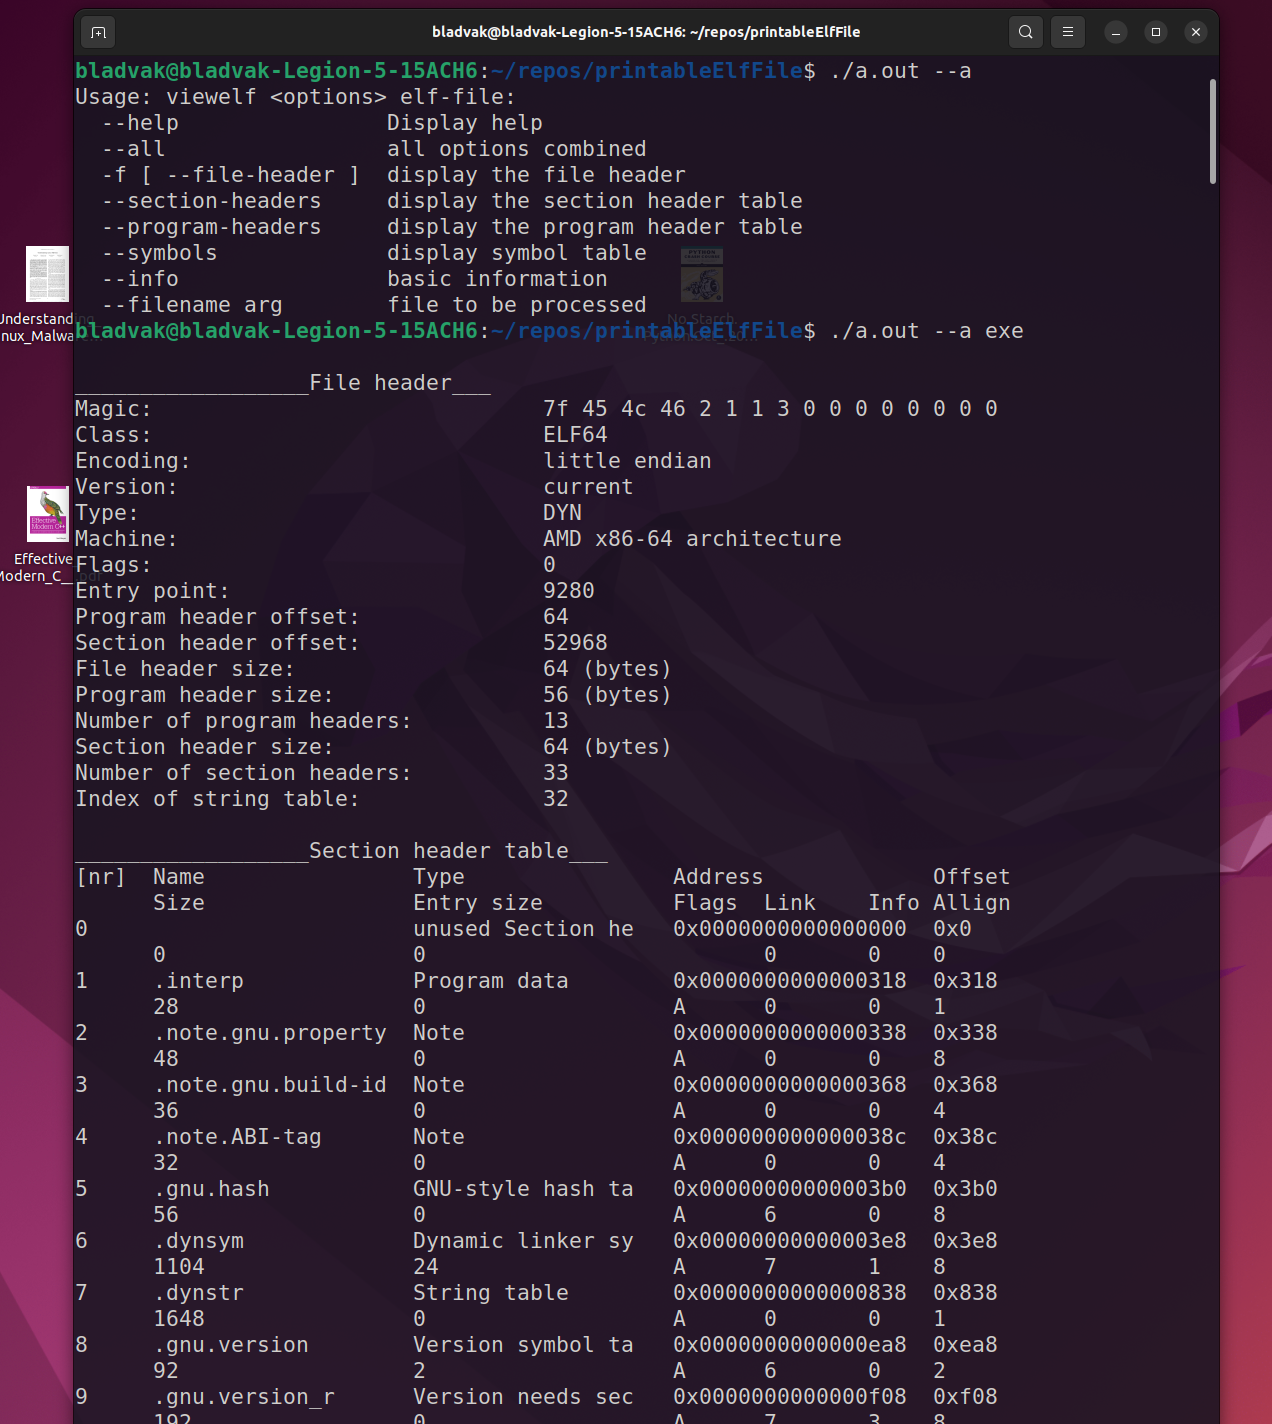 bladvak@bladvak-Legion-5-15ACH6: ~/repos/printableElfFile
bladvak@bladvak-Legion-5-15ACH6:~/repos/printableElfFile$ ./a.out --a
Usage: viewelf <options> elf-file:
  --help                Display help
  --all                 all options combined
  -f [ --file-header ]  display the file header
  --section-headers     display the section header table
  --program-headers     display the program header table
  --symbols             display symbol table
  --info                basic information
  --filename arg        file to be processed
bladvak@bladvak-Legion-5-15ACH6:~/repos/printableElfFile$ ./a.out --a exe
__________________File header___
Magic:                              7f 45 4c 46 2 1 1 3 0 0 0 0 0 0 0 0
Class:                              ELF64
Encoding:                           little endian
Version:                            current
Type:                               DYN
Machine:                            AMD x86-64 architecture
Flags:                              0
Entry point:                        9280
Program header offset:              64
Section header offset:              52968
File header size:                   64 (bytes)
Program header size:                56 (bytes)
Number of program headers:          13
Section header size:                64 (bytes)
Number of section headers:          33
Index of string table:              32
__________________Section header table___
[nr]  Name                Type                Address             Offset
      Size                Entry size          Flags  Link    Info Allign
0                         unused Section he   0x0000000000000000  0x0
      0                   0                          0       0    0
1     .interp             Program data        0x0000000000000318  0x318
      28                  0                   A      0       0    1
2     .note.gnu.property  Note                0x0000000000000338  0x338
      48                  0                   A      0       0    8
3     .note.gnu.build-id  Note                0x0000000000000368  0x368
      36                  0                   A      0       0    4
4     .note.ABI-tag       Note                0x000000000000038c  0x38c
      32                  0                   A      0       0    4
5     .gnu.hash           GNU-style hash ta   0x00000000000003b0  0x3b0
      56                  0                   A      6       0    8
6     .dynsym             Dynamic linker sy   0x00000000000003e8  0x3e8
      1104                24                  A      7       1    8
7     .dynstr             String table        0x0000000000000838  0x838
      1648                0                   A      0       0    1
8     .gnu.version        Version symbol ta   0x0000000000000ea8  0xea8
      92                  2                   A      6       0    2
9     .gnu.version_r      Version needs sec   0x0000000000000f08  0xf08
      192                 0                   A      7       3    8
Understanding
nux_Malwa
Effective
Modern C++
Effective
Modern_C__.pdf
No Starch